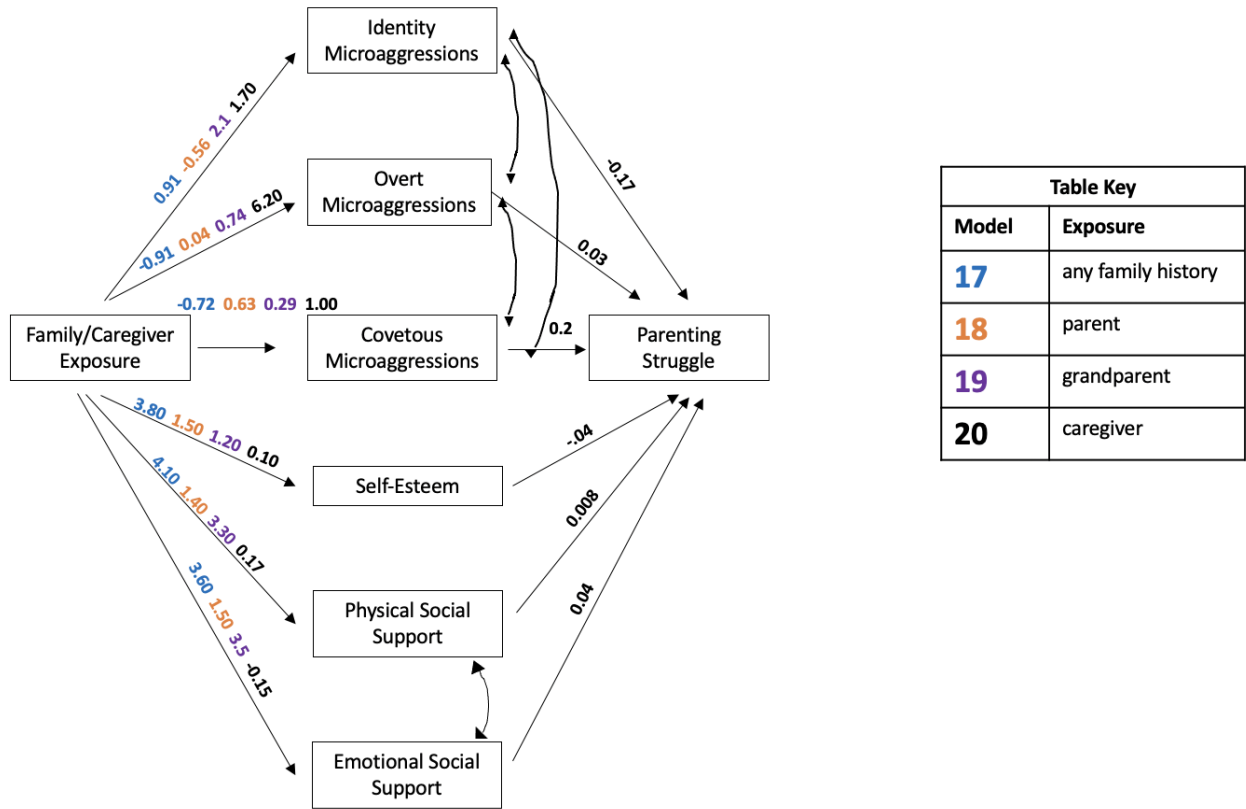 Identity
Microaggressions
0.91 -0.56 2.1 1.70
-0.17
Overt
Microaggressions
-0.91 0.04 0.74 6.20
0.03
-0.72 0.63 0.29 1.00
Family/Caregiver
Exposure
Covetous
Microaggressions
0.2
Parenting
Struggle
3.80 1.50 1.20 0.10
Self-Esteem
-.04
4.10 1.40 3.30 0.17
Physical Social
Support
0.008
3.60 1.50 3.5 -0.15
Emotional Social
Support
0.04
Table Key
Model Exposure
17 any family history
18 parent
19 grandparent
20 caregiver